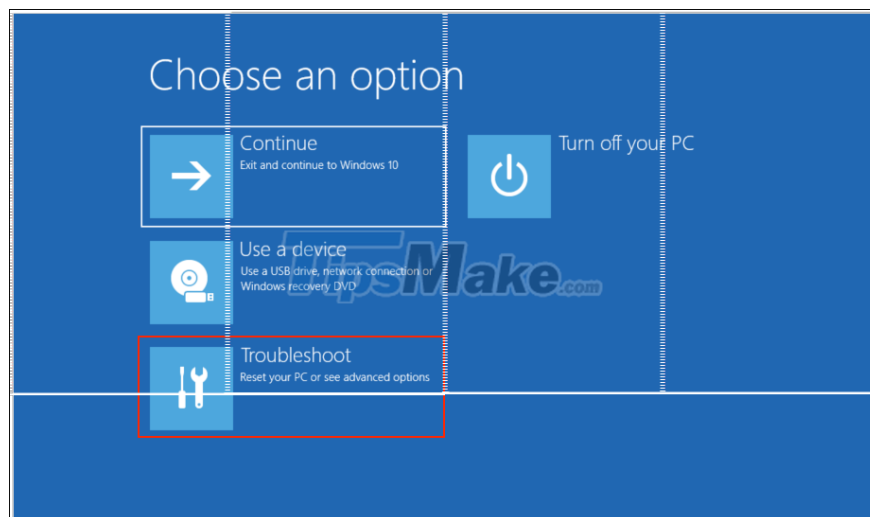 Choose an option
Continue
Exit and continue to Windows 10
Turn off your PC
Use a device
Use a USB drive, network connection or
Windows recovery DVD
TipsMake.com
Troubleshoot
Reset your PC or see advanced options